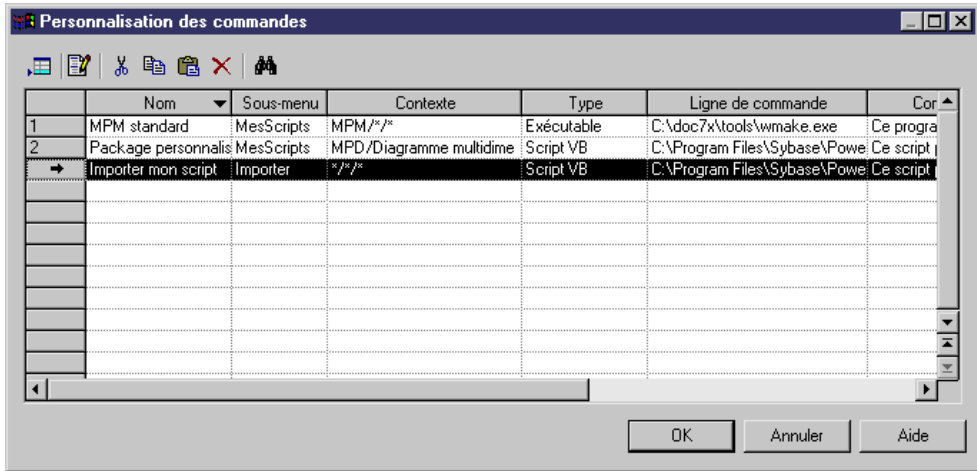 Personnalisation des commandes
Nom Sous-menu Contexte Type Ligne de commande Cor
1 MPM standard MesScripts MPM/*/* Exécutable C:\doc7x\tools\wmake.exe Ce progra
2 Package personnalis MesScripts MPD/Diagramme multidime Script VB C:\Program Files\Sybase\Powe Ce script
Importer mon script Importer */*/* Script VB C:\Program Files\Sybase\Powe Ce script
OK Annuler Aide